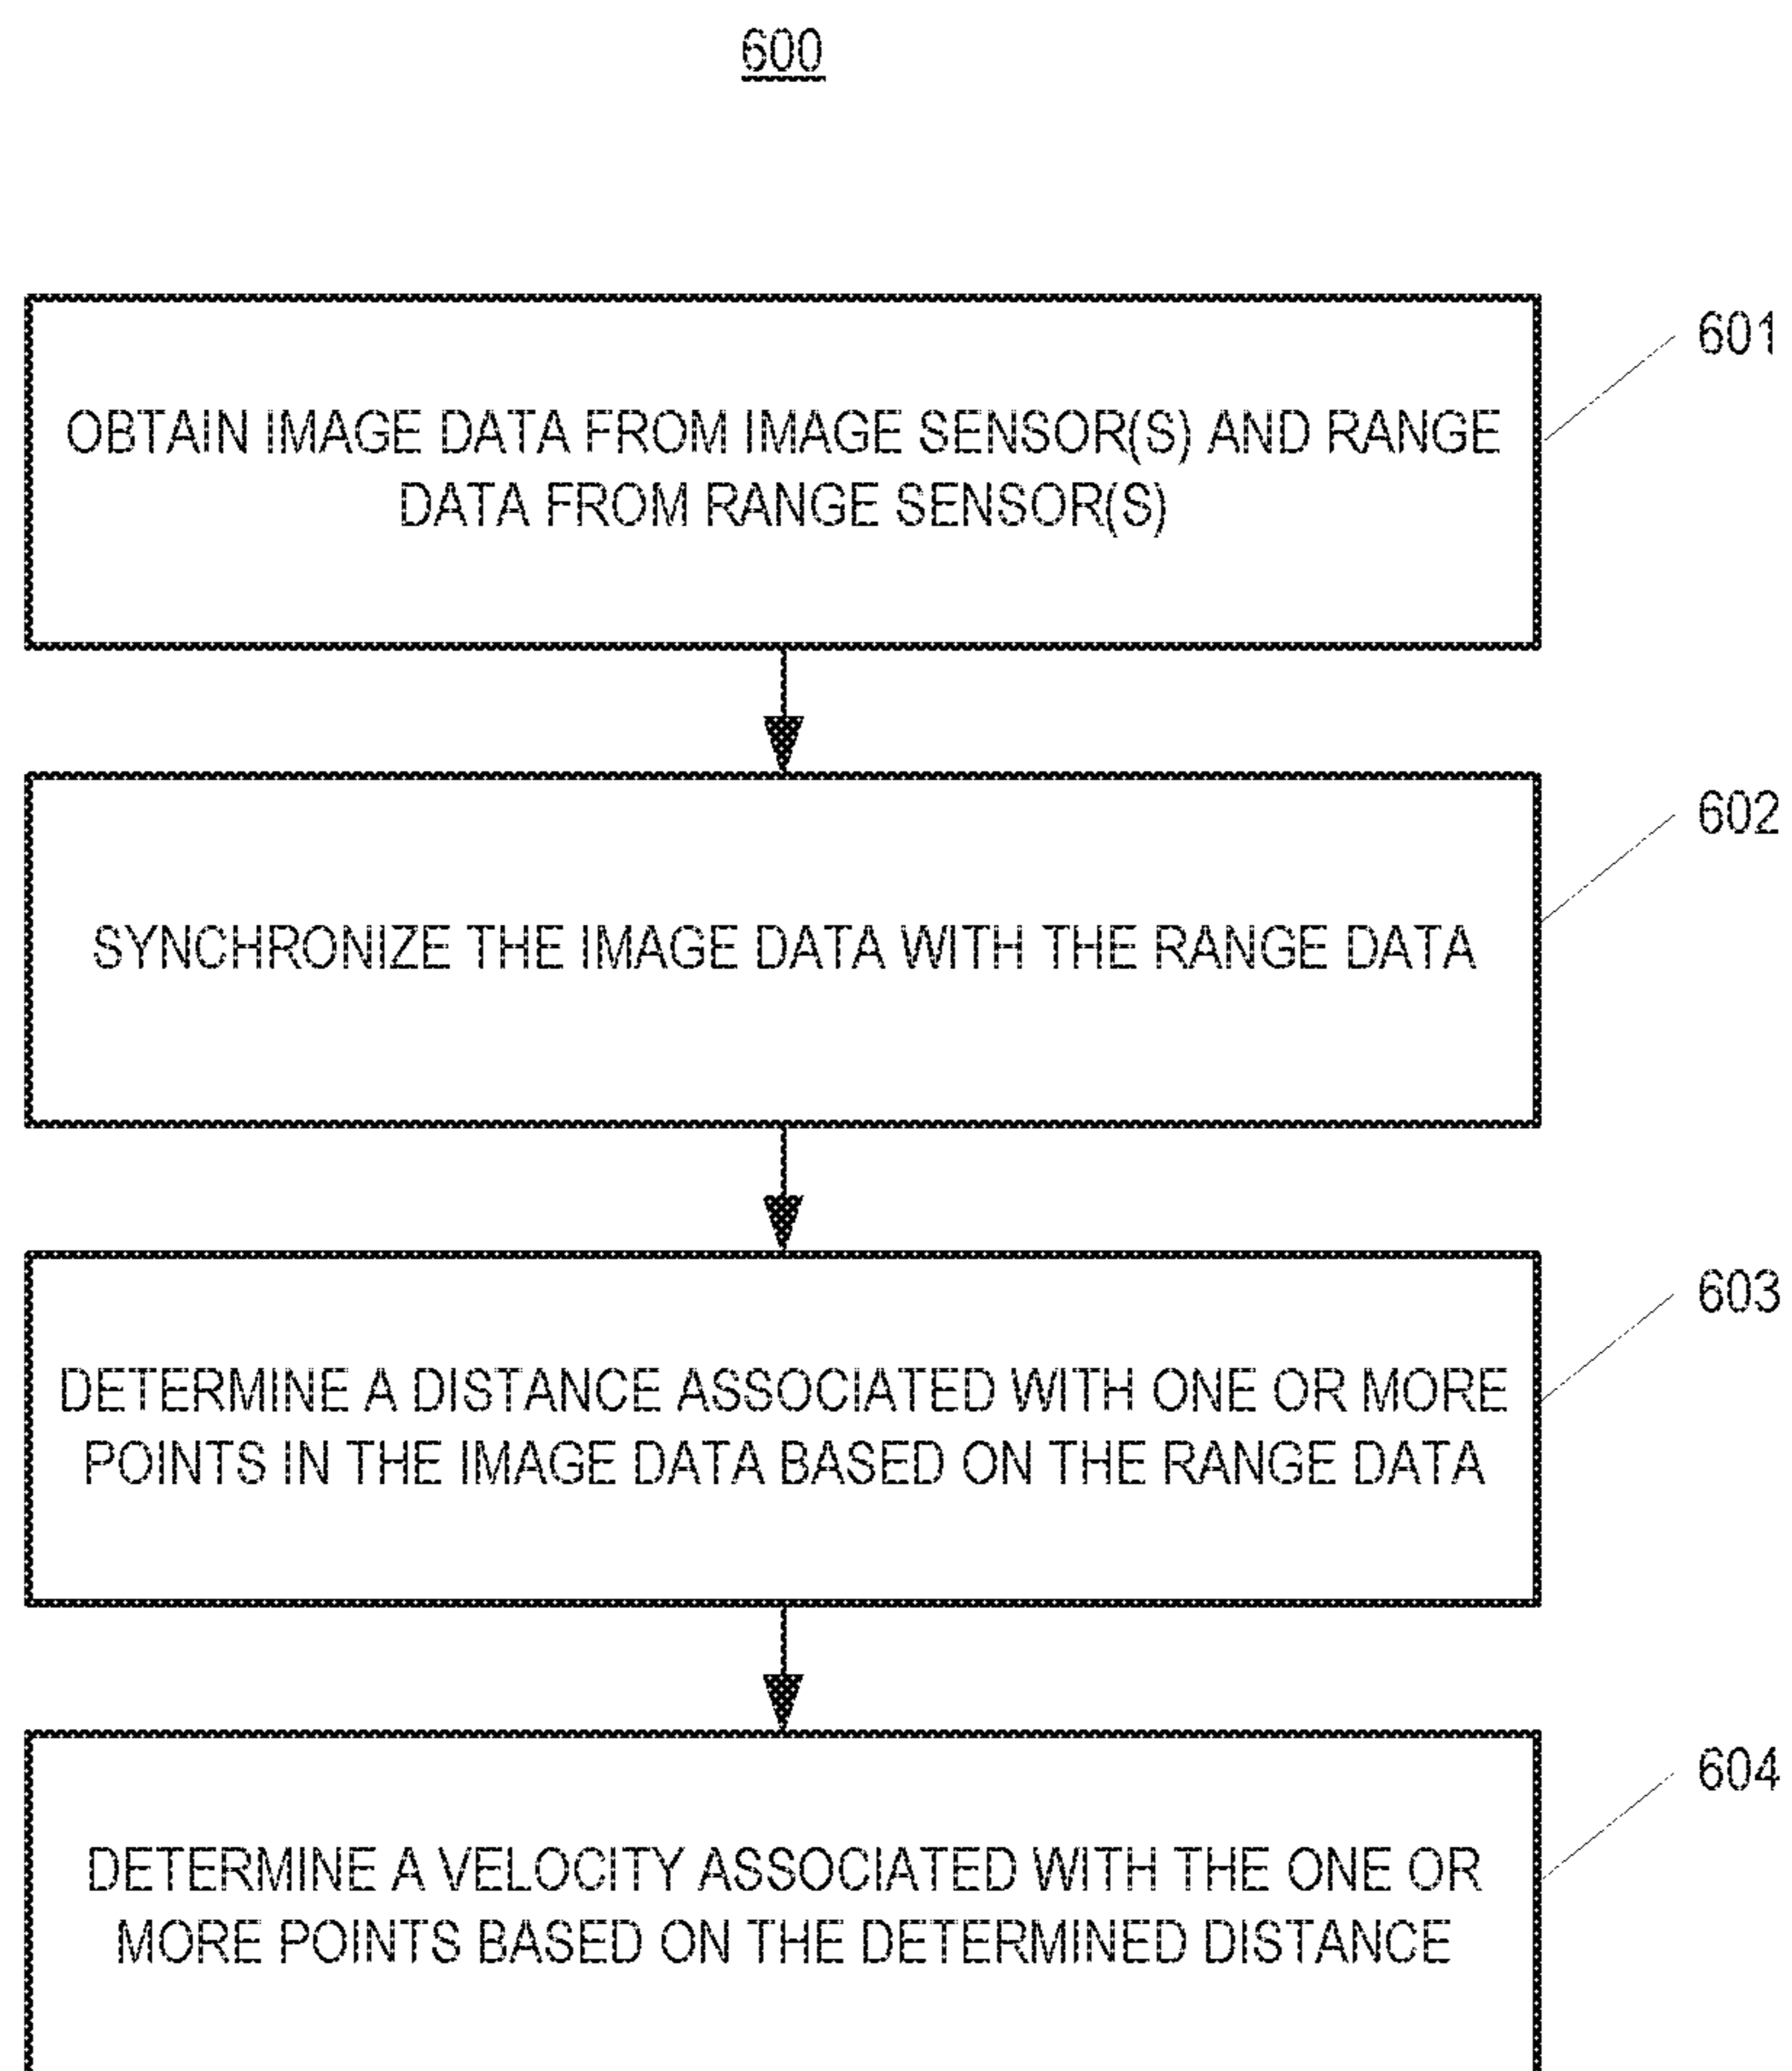 600
601
OBTAIN IMAGE DATA FROM IMAGE SENSOR(S) AND RANGE
DATA FROM RANGE SENSOR(S)
602
SYNCHRONIZE THE IMAGE DATA WITH THE RANGE DATA
603
DETERMINE A DISTANCE ASSOCIATED WITH ONE OR MORE
POINTS IN THE IMAGE DATA BASED ON THE RANGE DATA
604
DETERMINE A VELOCITY ASSOCIATED WITH THE ONE OR
MORE POINTS BASED ON THE DETERMINED DISTANCE